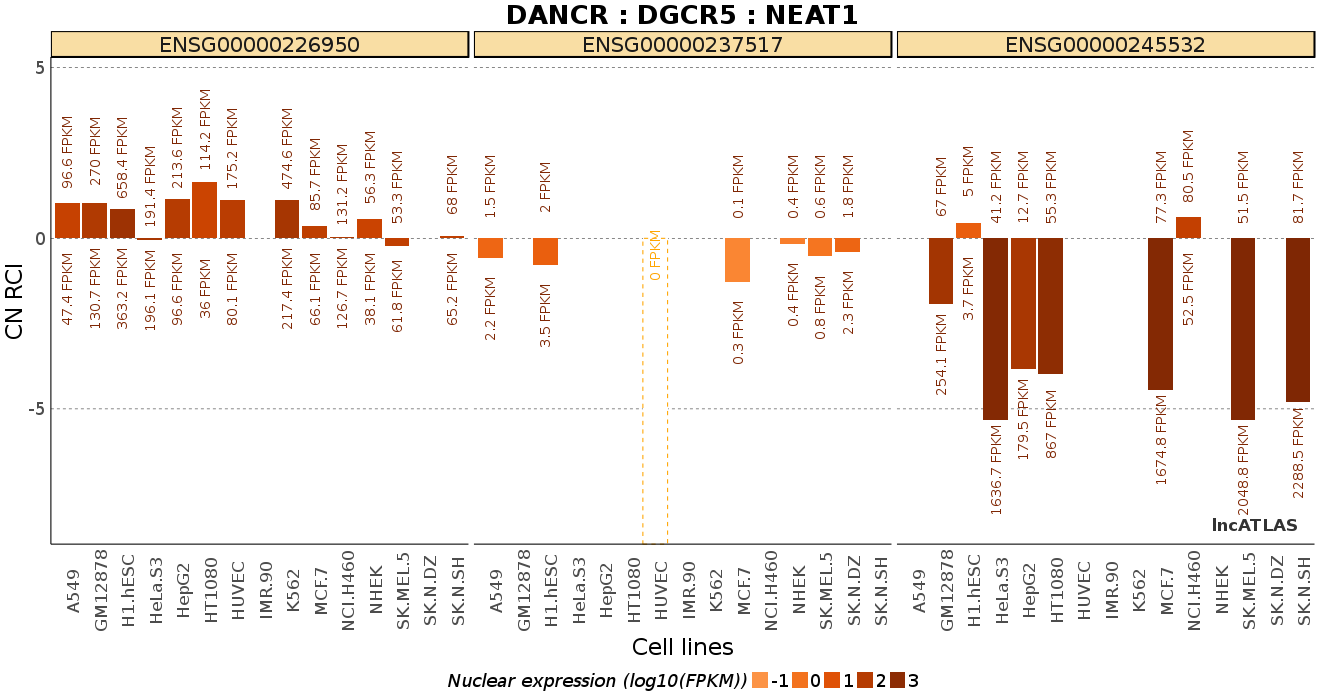 DANCR : DGCR5 : NEAT1
ENSG00000226950
ENSG00000237517
ENSG00000245532
CN RCI
5
0
-5
96.6 FPKM
270 FPKM
658.4 FPKM
191.4 FPKM
213.6 FPKM
114.2 FPKM
175.2 FPKM
474.6 FPKM
85.7 FPKM
131.2 FPKM
56.3 FPKM
53.3 FPKM
68 FPKM
47.4 FPKM
130.7 FPKM
363.2 FPKM
196.1 FPKM
96.6 FPKM
36 FPKM
80.1 FPKM
217.4 FPKM
66.1 FPKM
126.7 FPKM
38.1 FPKM
61.8 FPKM
65.2 FPKM
1.5 FPKM
2 FPKM
0 FPKM
0.1 FPKM
0.4 FPKM
0.6 FPKM
1.8 FPKM
2.2 FPKM
3.5 FPKM
0.3 FPKM
0.4 FPKM
0.8 FPKM
2.3 FPKM
67 FPKM
5 FPKM
41.2 FPKM
12.7 FPKM
55.3 FPKM
77.3 FPKM
80.5 FPKM
51.5 FPKM
81.7 FPKM
254.1 FPKM
3.7 FPKM
1636.7 FPKM
179.5 FPKM
867 FPKM
1674.8 FPKM
52.5 FPKM
2048.8 FPKM
2288.5 FPKM
lncATLAS
A549
GM12878
H1.hESC
HeLa.S3
HepG2
HT1080
HUVEC
IMR.90
K562
MCF.7
NCI.H460
NHEK
SK.MEL.5
SK.N.DZ
SK.N.SH
A549
GM12878
H1.hESC
HeLa.S3
HepG2
HT1080
HUVEC
IMR.90
K562
MCF.7
NCI.H460
NHEK
SK.MEL.5
SK.N.DZ
SK.N.SH
A549
GM12878
H1.hESC
HeLa.S3
HepG2
HT1080
HUVEC
IMR.90
K562
MCF.7
NCI.H460
NHEK
SK.MEL.5
SK.N.DZ
SK.N.SH
Cell lines
Nuclear expression (log10(FPKM)) -1 0 1 2 3